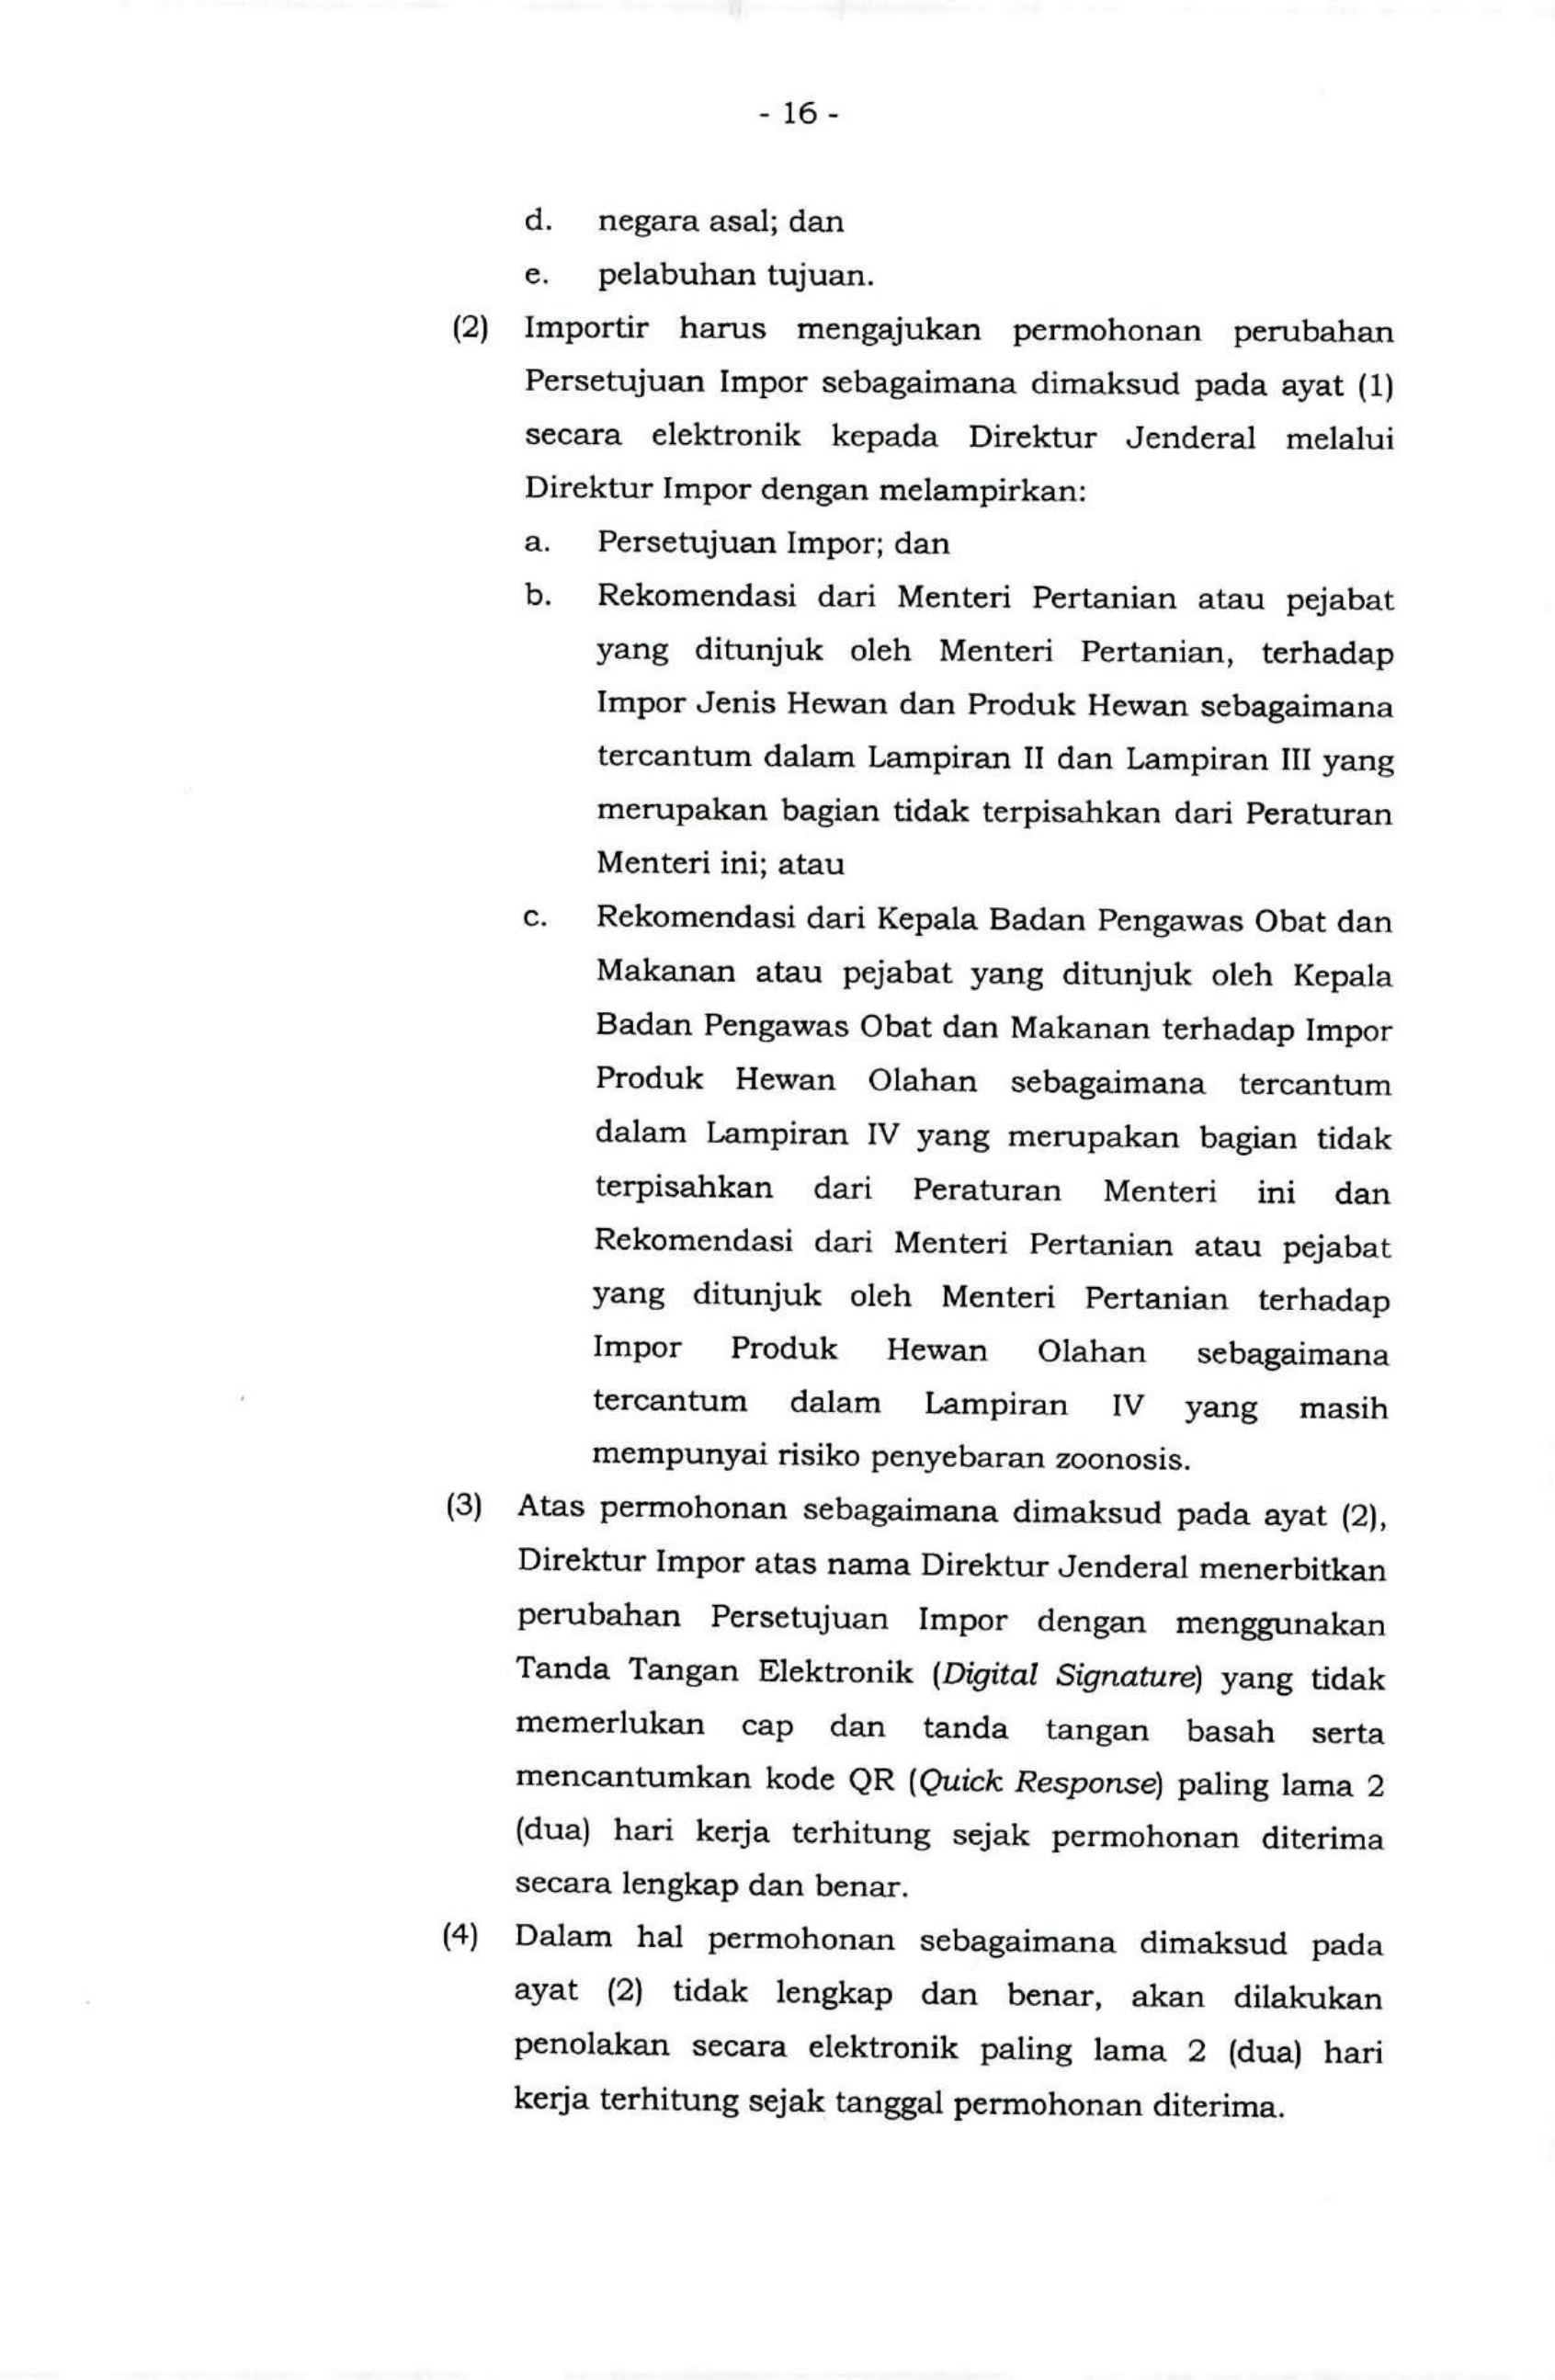 - 16 -
d. negara asal; dan
e. pelabuhan tujuan.
(2) Importir harus mengajukan permohonan perubahan
Persetujuan Impor sebagaimana dimaksud pada ayat (1)
secara elektronik kepada Direktur Jenderal melalui
Direktur Impor dengan melampirkan:
a. Persetujuan Impor; dan
b. Rekomendasi dari Menteri Pertanian atau pejabat
yang ditunjuk oleh Menteri Pertanian, terhadap
Impor Jenis Hewan dan Produk Hewan sebagaimana
tercantum dalam Lampiran II dan Lampiran III yang
merupakan bagian tidak terpisahkan dari Peraturan
Menteri ini; atau
c. Rekomendasi dari Kepala Badan Pengawas Obat dan
Makanan atau pejabat yang ditunjuk oleh Kepala
Badan Pengawas Obat dan Makanan terhadap Impor
Produk Hewan Olahan sebagaimana tercantum
dalam Lampiran IV yang merupakan bagian tidak
terpisahkan dari Peraturan Menteri ini dan
Rekomendasi dari Menteri Pertanian atau pejabat
yang ditunjuk oleh Menteri Pertanian terhadap
Impor Produk Hewan Olahan sebagaimana
tercantum dalam Lampiran IV yang masih
mempunyai risiko penyebaran zoonosis.
(3) Atas permohonan sebagaimana dimaksud pada ayat (2),
Direktur Impor atas nama Direktur Jenderal menerbitkan
perubahan Persetujuan Impor dengan menggunakan
Tanda Tangan Elektronik (Digital Signature) yang tidak
memerlukan cap dan tanda tangan basah serta
mencantumkan kode QR (Quick Response) paling lama 2
(dua) hari kerja terhitung sejak permohonan diterima
secara lengkap dan benar.
(4) Dalam hal permohonan sebagaimana dimaksud pada
ayat (2) tidak lengkap dan benar, akan dilakukan
penolakan secara elektronik paling lama 2 (dua) hari
kerja terhitung sejak tanggal permohonan diterima.